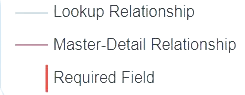 Lookup Relationship
Master-Detail Relationship
Required Field